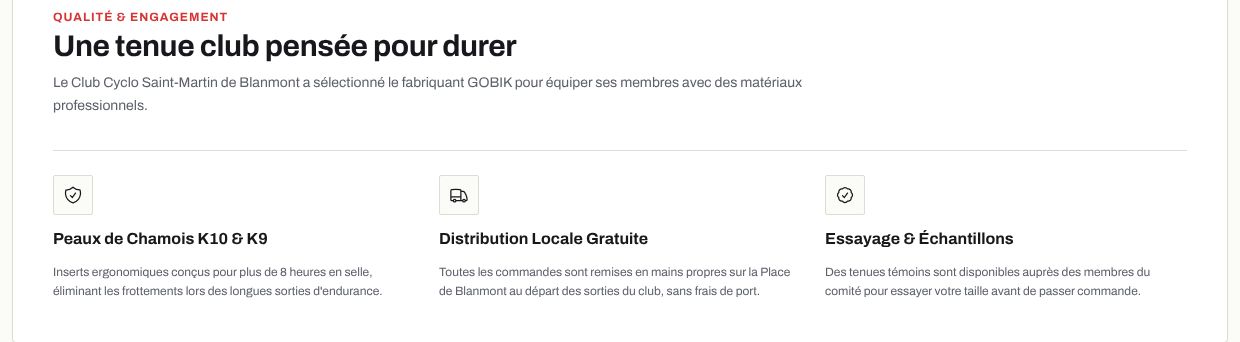 QUALITÉ & ENGAGEMENT
Une tenue club pensée pour durer
Le Club Cyclo Saint-Martin de Blanmont a sélectionné le fabriquant GOBIK pour équiper ses membres avec des matériaux
professionnels.
Peaux de Chamois K10 & K9
Inserts ergonomiques conçus pour plus de 8 heures en selle,
éliminant les frottements lors des longues sorties d'endurance.
Distribution Locale Gratuite
Toutes les commandes sont remises en mains propres sur la Place
de Blanmont au départ des sorties du club, sans frais de port.
Essayage & Échantillons
Des tenues témoins sont disponibles auprès des membres du
comité pour essayer votre taille avant de passer commande.